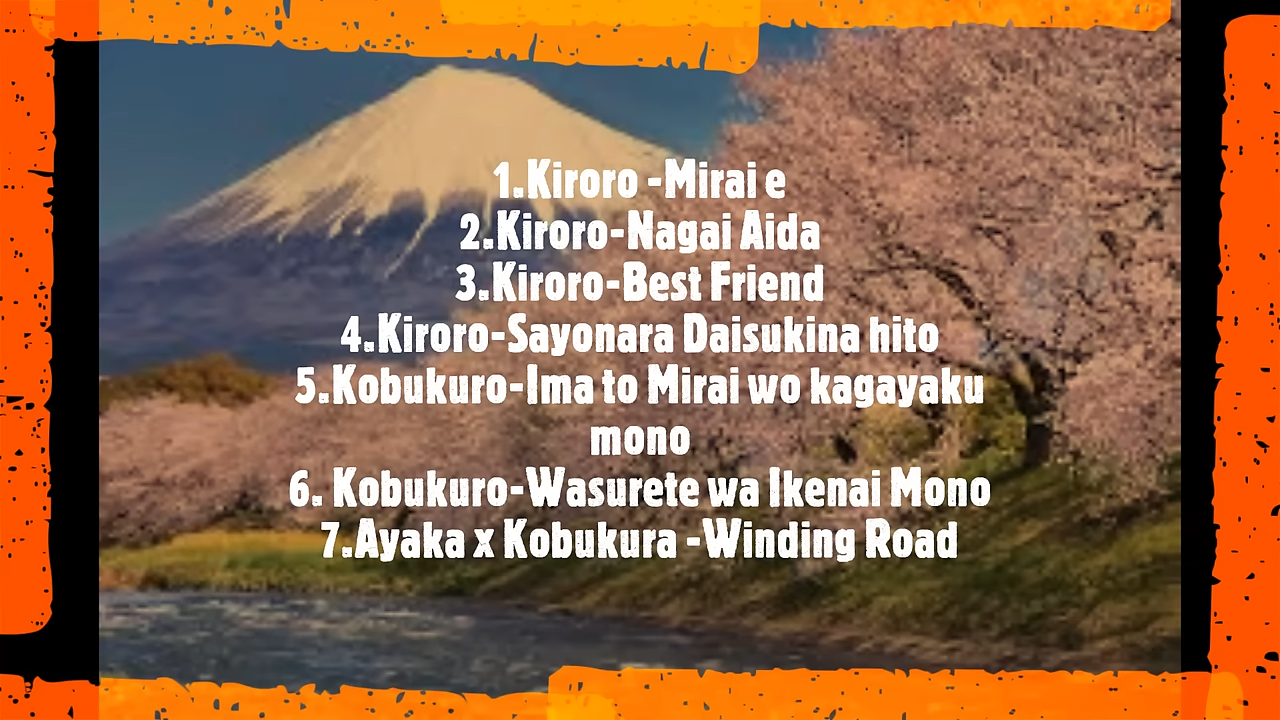 1.Kiroro -Mirai e
2.Kiroro-Nagai Aida
3.Kiroro-Best Friend
4.Kiroro-Sayonara Daisukina hito
5.Kobukuro-Ima to Mirai wo kagayaku
mono
6. Kobukuro-Wasurete wa Ikenai Mono
7.Ayaka x Kobukura -Winding Road